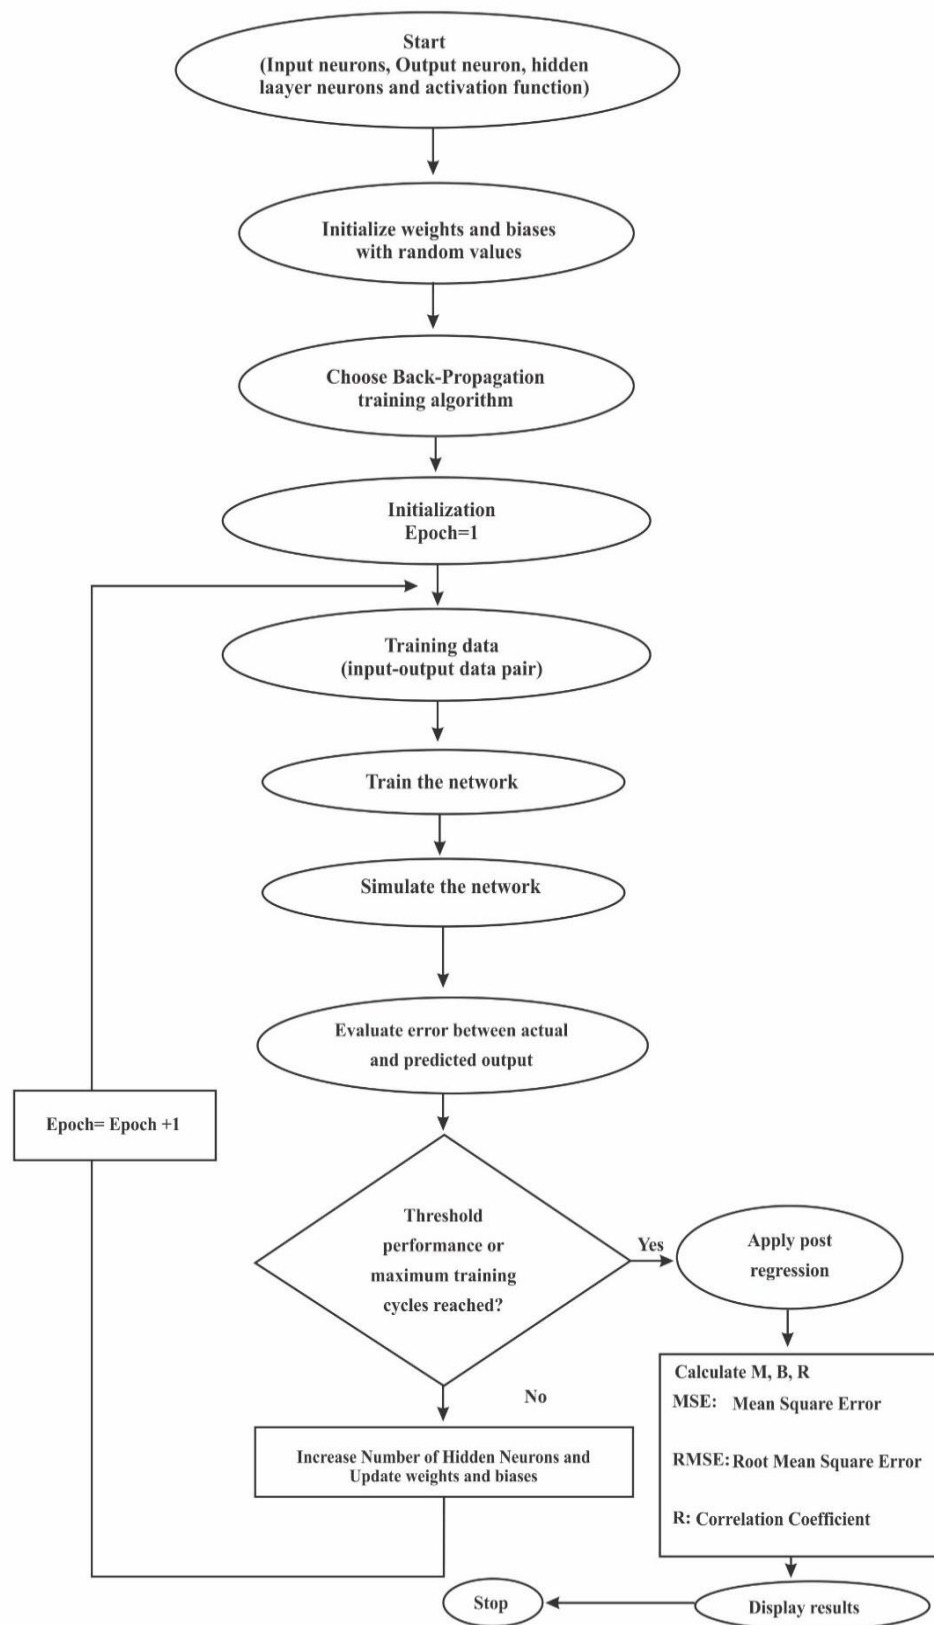 Start
(Input neurons, Output neuron, hidden
laayer neurons and activation function)
Initialize weights and biases
with random values
Choose Back-Propagation
training algorithm
Initialization
Epoch=1
Training data
(input-output data pair)
Train the network
Simulate the network
Evaluate error between actual
and predicted output
Epoch= Epoch +1
Threshold
performance or
maximum training
cycles reached?
Yes
Apply post
regression
No
Increase Number of Hidden Neurons and
Update weights and biases
Calculate M, B, R
MSE: Mean Square Error
RMSE: Root Mean Square Error
R: Correlation Coefficient
Display results
Stop